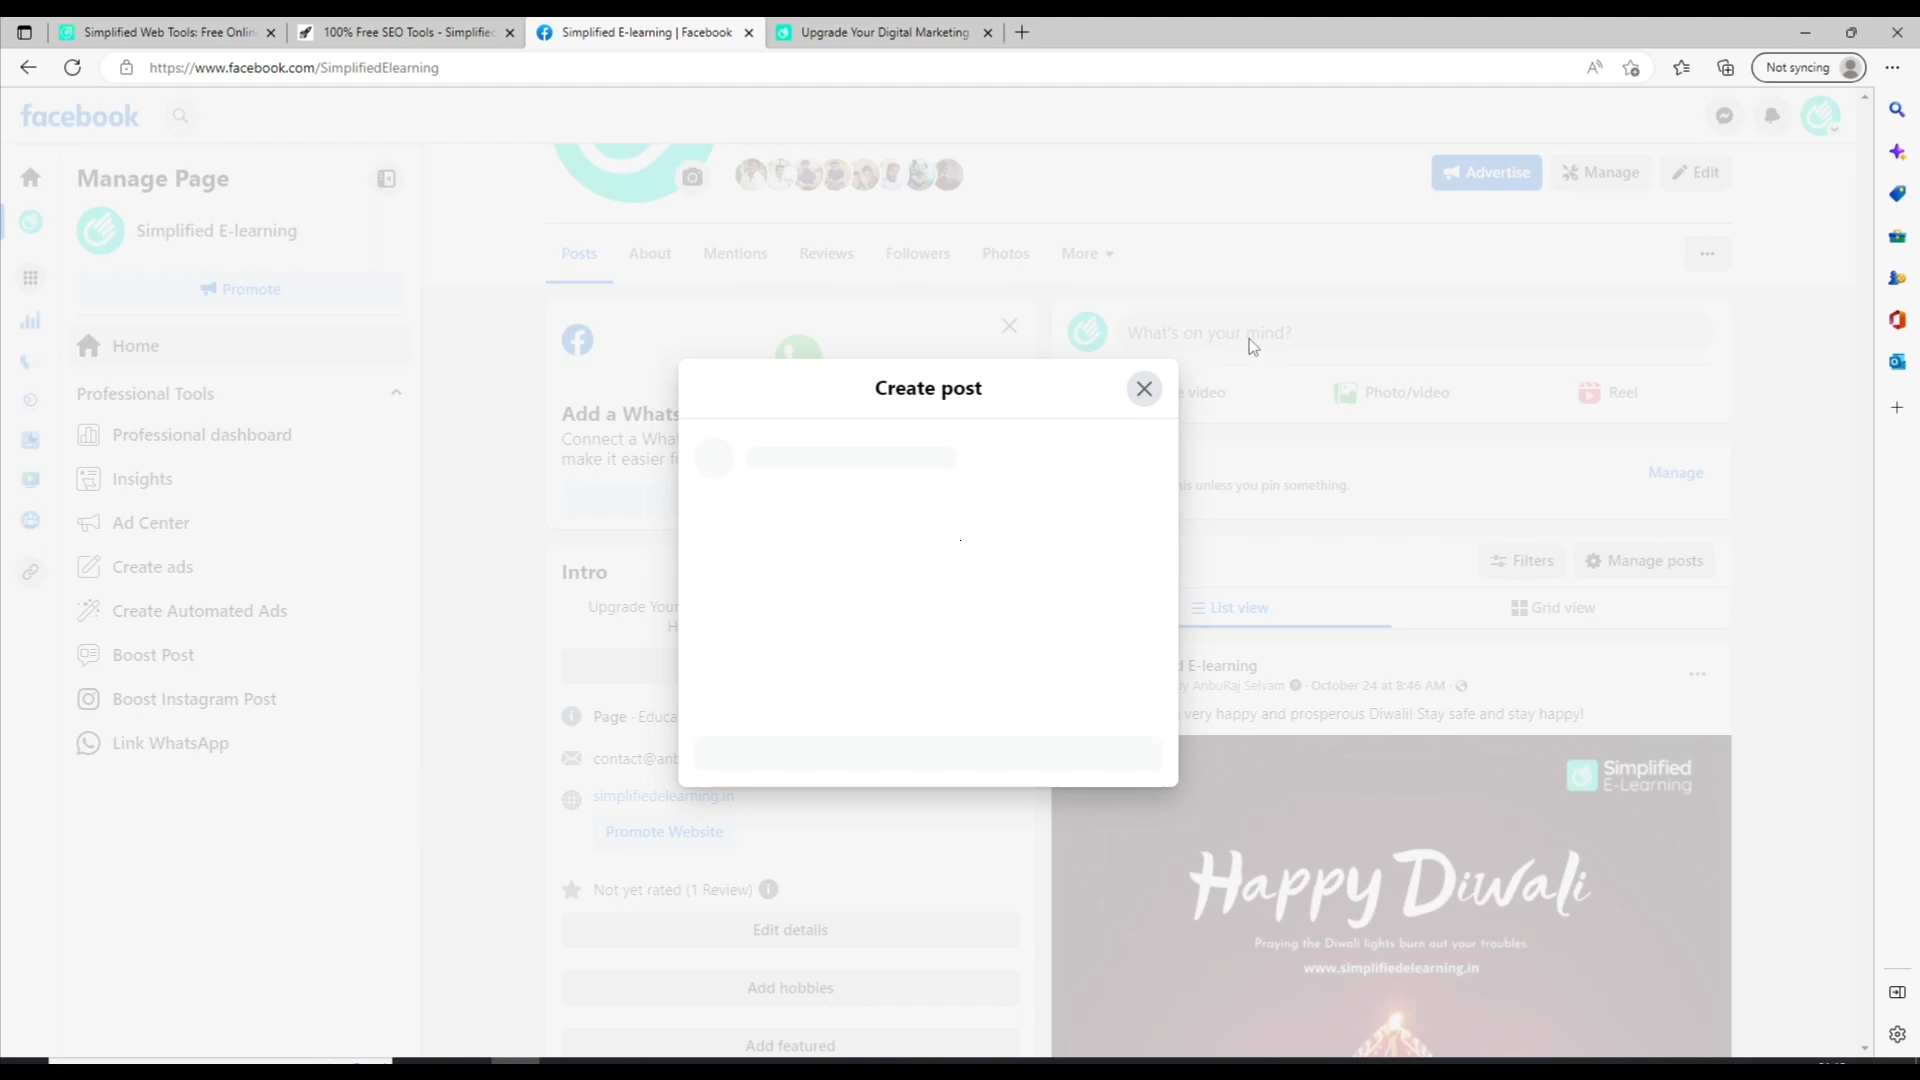 Simplified Web Tools: Free Onlin
100% Free SEO Tools - Simplifie
Simplified E-learning | Facebook
Upgrade Your Digital Marketing
https://www.facebook.com/SimplifiedElearning
Not syncing
facebook
Manage Page
Simplified E-learning
Promote
Home
Professional Tools
Professional dashboard
Insights
Ad Center
Create ads
Create Automated Ads
Boost Post
Boost Instagram Post
Link WhatsApp
Advertise
Manage
Edit
Posts
About
Mentions
Reviews
Followers
Photos
More
Add a Whats
Connect a Wha
make it easier f
Intro
Upgrade Your
H
Page · Educa
contact@anb
simplifiedelearning.in
Promote Website
Not yet rated (1 Review)
Edit details
Add hobbies
Add featured
Create post
What's on your mind?
e video
Photo/video
Reel
Manage
his unless you pin something.
Filters
Manage posts
List view
Grid view
d E-learning
by AnbuRaj Selvam · October 24 at 8:46 AM ·
very happy and prosperous Diwali! Stay safe and stay happy!
Simplified
E-Learning
Happy Diwali
Praying the Diwali lights burn out your troubles.
www.simplifiedelearning.in